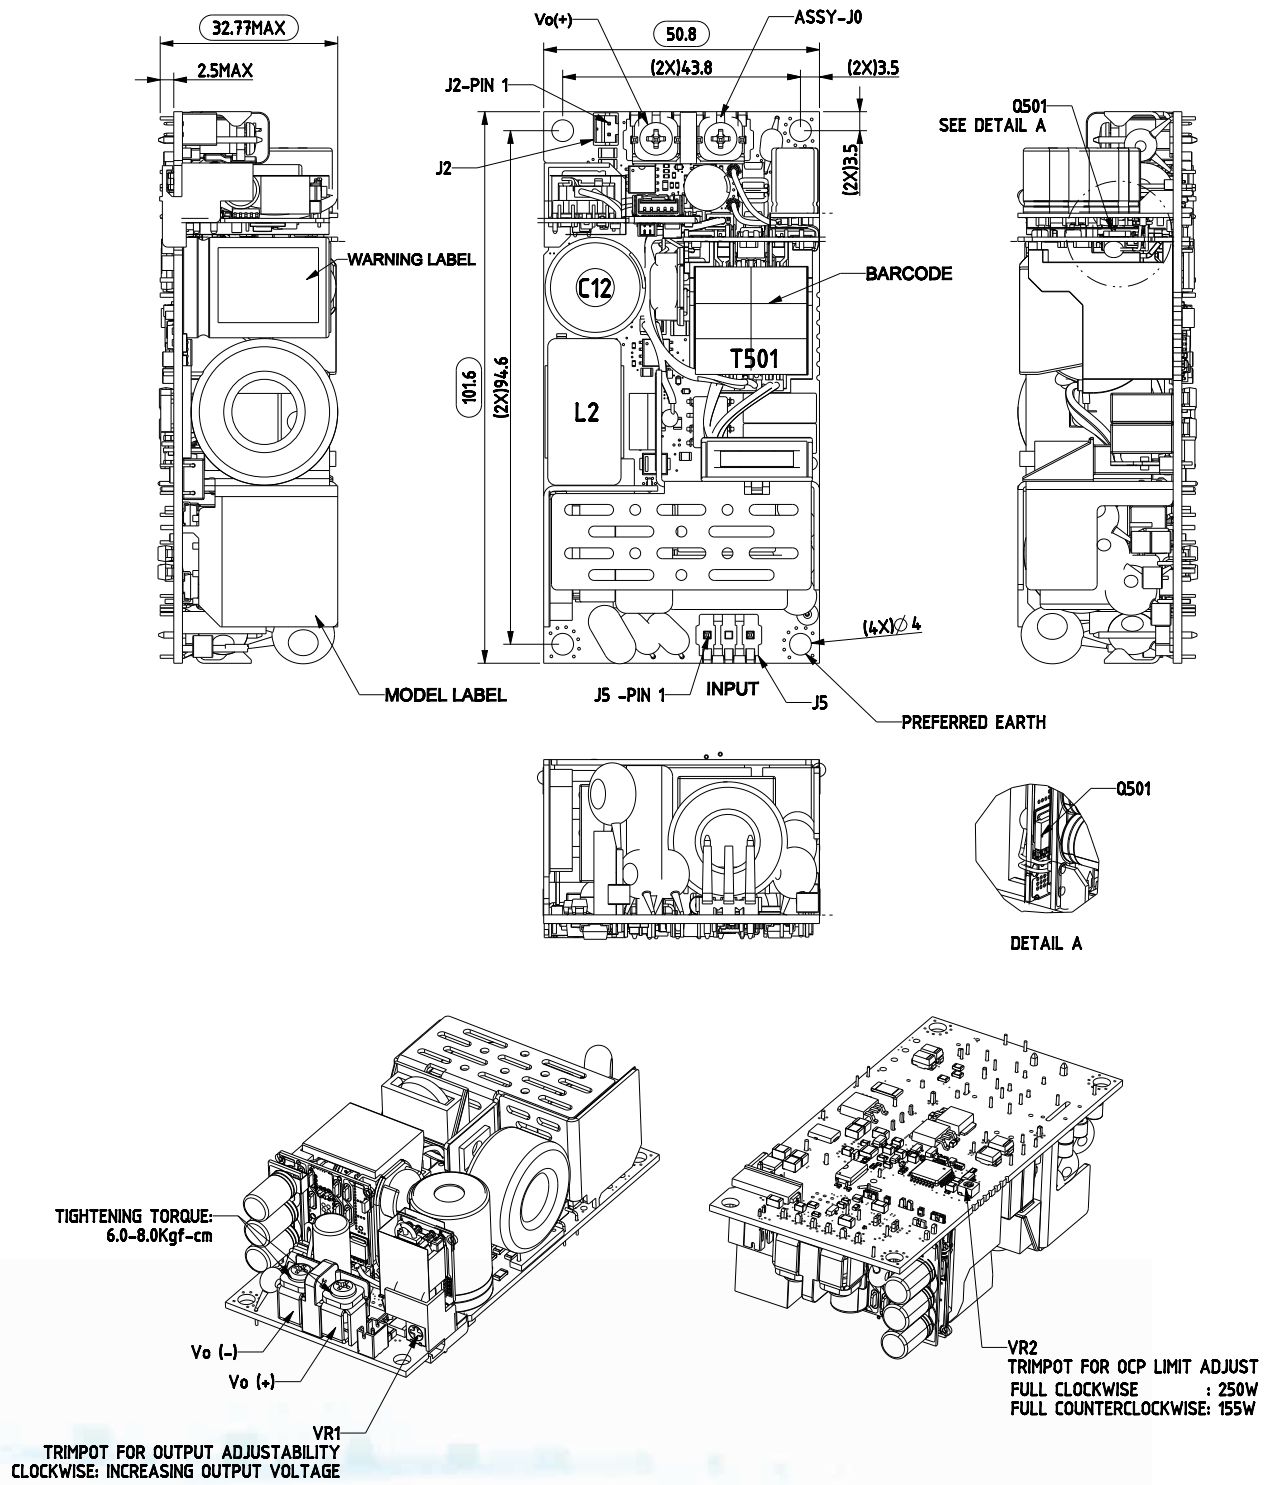 32.77MAX
2.5MAX
WARNING LABEL
MODEL LABEL
Vo(+)
ASSY-J0
50.8
(2X)43.8
(2X)3.5
J2-PIN 1
J2
(2X)3.5
C12
BARCODE
T501
101.6
(2X)94.6
L2
(4X)Ø 4
J5 -PIN 1
INPUT
J5
PREFERRED EARTH
Q501
SEE DETAIL A
Q501
DETAIL A
TIGHTENING TORQUE:
6.0-8.0Kgf-cm
Vo (-)
Vo (+)
VR1
TRIMPOT FOR OUTPUT ADJUSTABILITY
CLOCKWISE: INCREASING OUTPUT VOLTAGE
VR2
TRIMPOT FOR OCP LIMIT ADJUST
FULL CLOCKWISE : 250W
FULL COUNTERCLOCKWISE: 155W